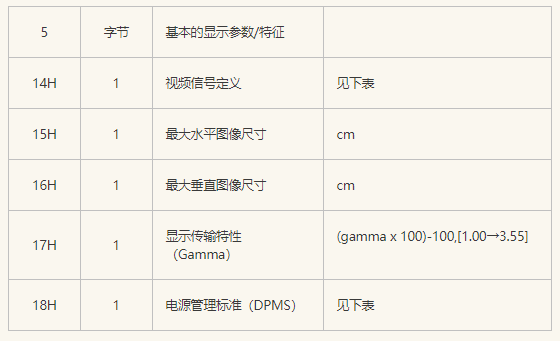 5 字节 基本的显示参数/特征
14H 1 视频信号定义 见下表
15H 1 最大水平图像尺寸 cm
16H 1 最大垂直图像尺寸 cm
17H 1 显示传输特性 (gamma x 100)-100,[1.00→3.55]
（Gamma）
18H 1 电源管理标准（DPMS） 见下表